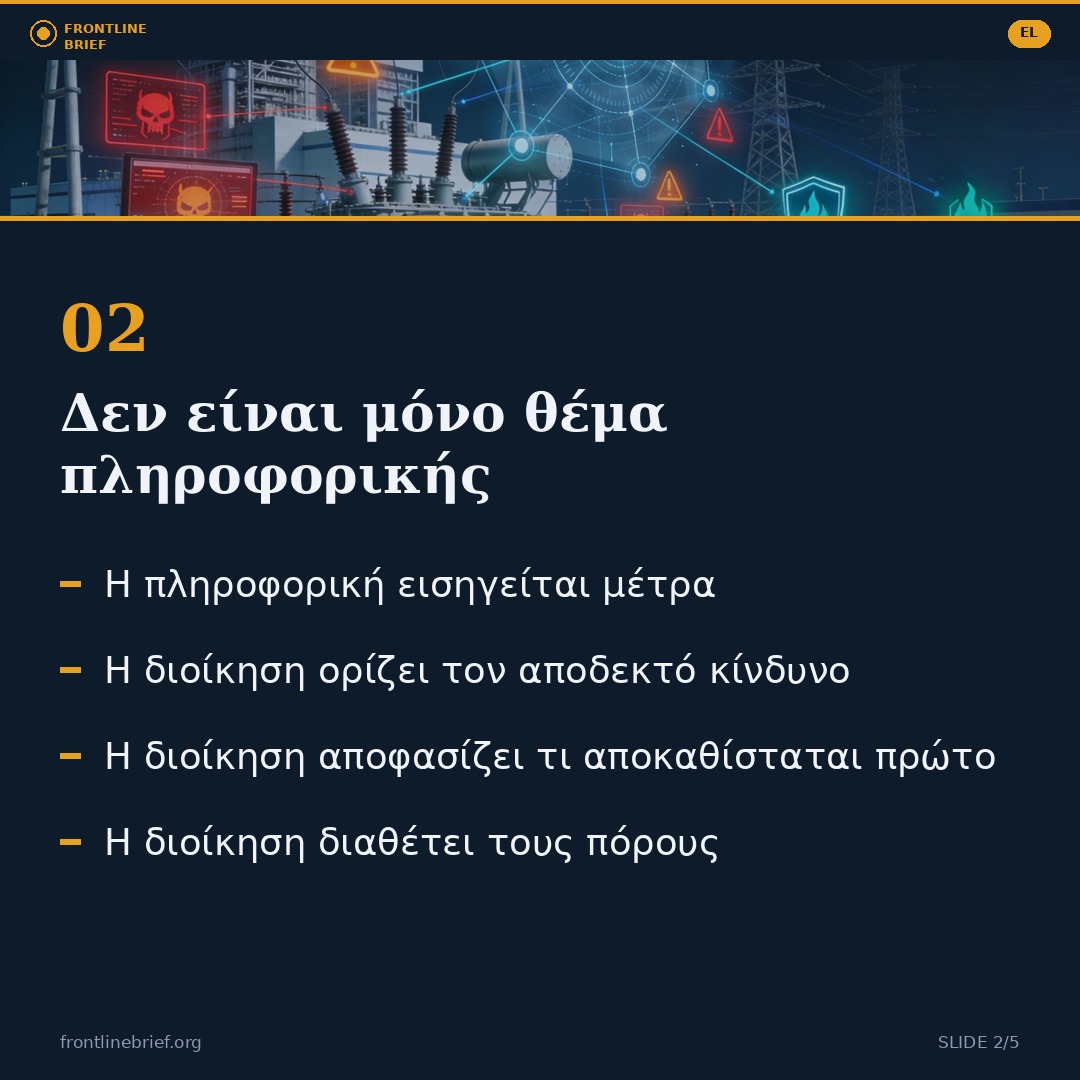 FRONTLINE
BRIEF
EL
02
Δεν είναι μόνο θέμα
πληροφορικής
Η πληροφορική εισηγείται μέτρα
Η διοίκηση ορίζει τον αποδεκτό κίνδυνο
Η διοίκηση αποφασίζει τι αποκαθίσταται πρώτο
Η διοίκηση διαθέτει τους πόρους
frontlinebrief.org
SLIDE 2/5